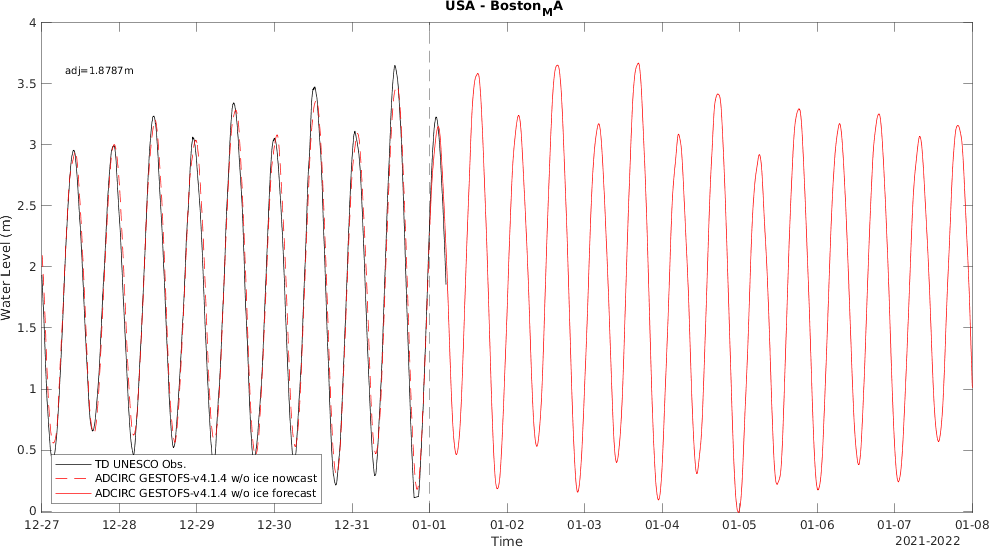 USA - Boston_MA
4
adj=1.8787m
3.5
3
2.5
2
1.5
1
0.5
0
Water Level (m)
TD UNESCO Obs.
ADCIRC GESTOFS-v4.1.4 w/o ice nowcast
ADCIRC GESTOFS-v4.1.4 w/o ice forecast
12-27 12-28 12-29 12-30 12-31 01-01 01-02 01-03 01-04 01-05 01-06 01-07 01-08
Time
2021-2022